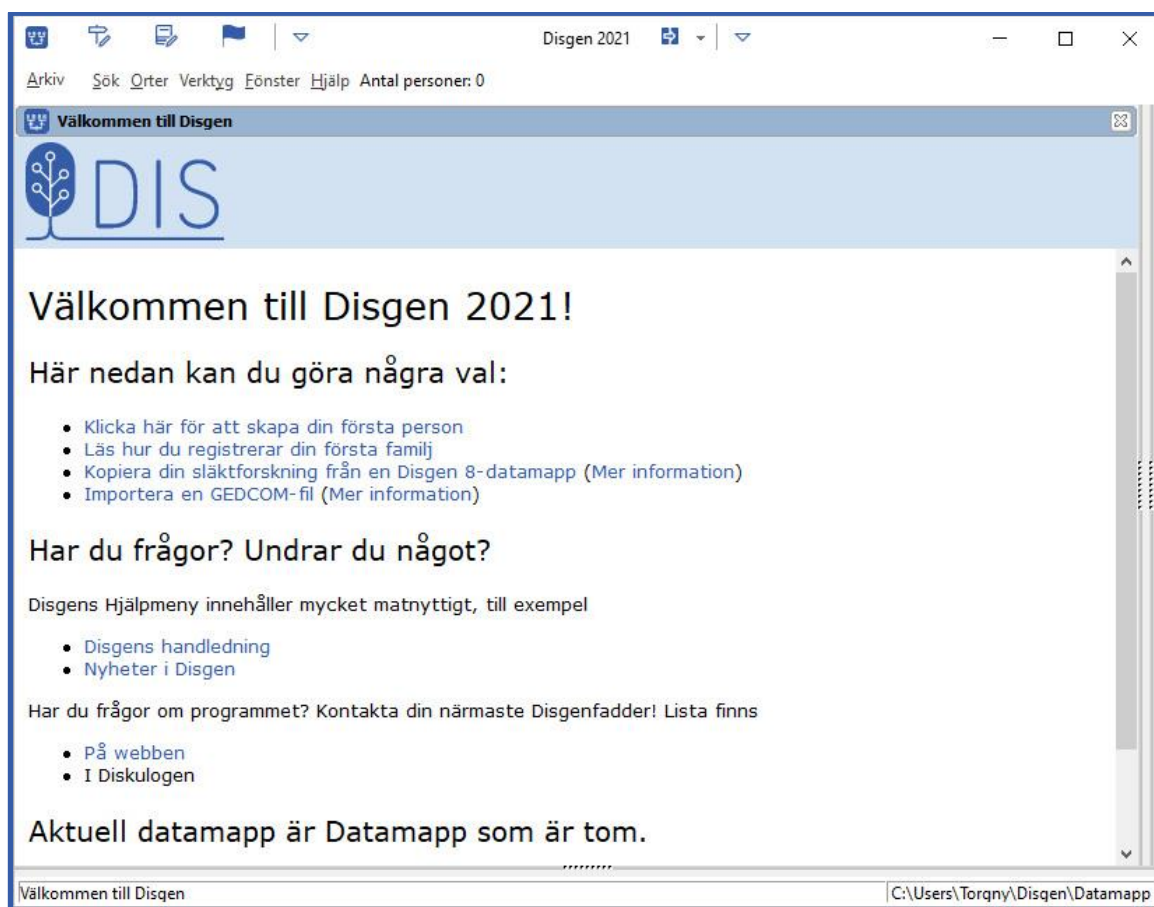 Disgen 2021
Arkiv Sök Orter Verktyg Fönster Hjälp Antal personer: 0
Välkommen till Disgen
DIS
Välkommen till Disgen 2021!
Här nedan kan du göra några val:
• Klicka här för att skapa din första person
• Läs hur du registrerar din första familj
• Kopiera din släktforskning från en Disgen 8-datamapp (Mer information)
• Importera en GEDCOM-fil (Mer information)
Har du frågor? Undrar du något?
Disgens Hjälpmeny innehåller mycket matnyttigt, till exempel
• Disgens handledning
• Nyheter i Disgen
Har du frågor om programmet? Kontakta din närmaste Disgenfadder! Lista finns
• På webben
• I Diskulogen
Aktuell datamapp är Datamapp som är tom.
Välkommen till Disgen C:\Users\Torgny\Disgen\Datamapp